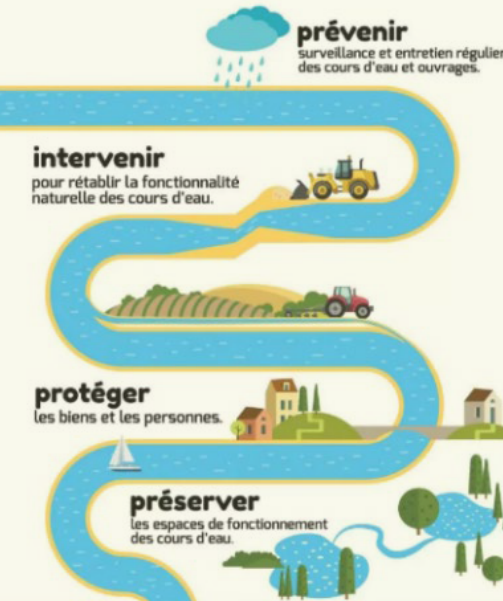 prévenir
surveillance et entretien régulier
des cours d'eau et ouvrages.
intervenir
pour rétablir la fonctionnalité
naturelle des cours d'eau.
protéger
les biens et les personnes.
préserver
les espaces de fonctionnement
des cours d'eau.